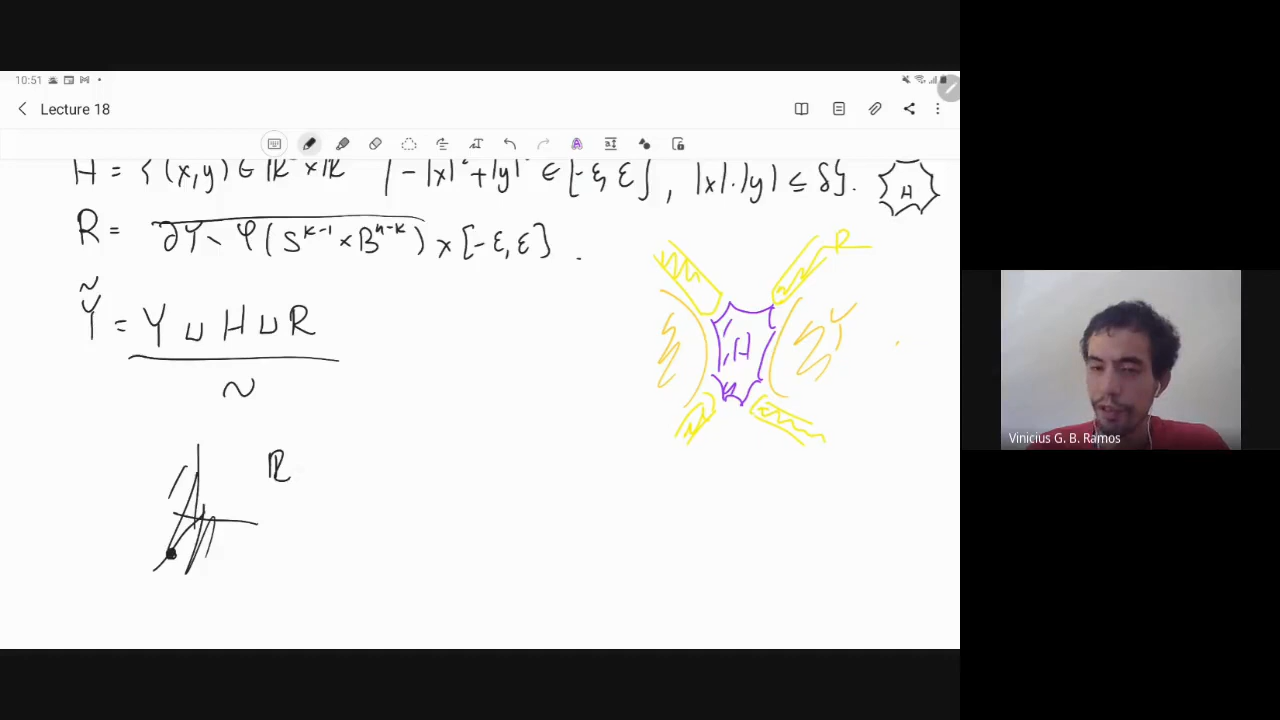 10:51
Lecture 18
H = {(x,y) ∈ ℝ × ℝ | -|x|² + |y|² ∈ [-ε, ε], |x|·|y| ≤ δ}. H
R = ∂Y \ φ(S^{k-1} × B^{n-k}) × [-ε, ε].
R
Ỹ = Y ⊔ H ⊔ R
~
H
Y
ℝ
Vinicius G. B. Ramos